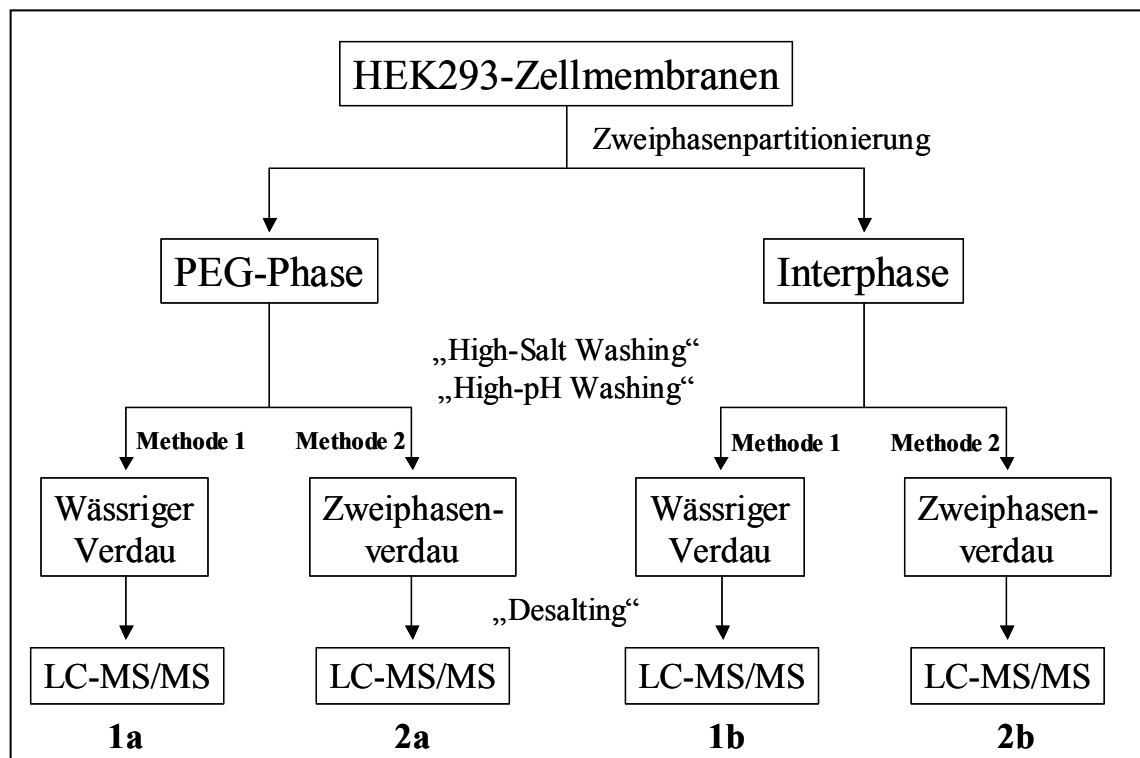 HEK293-Zellmembranen
Zweiphasenpartitionierung
PEG-Phase
Interphase
„High-Salt Washing“
„High-pH Washing“
Methode 1
Methode 2
Methode 1
Methode 2
Wässriger
Verdau
Zweiphasen-
verdau
Wässriger
Verdau
Zweiphasen-
verdau
„Desalting“
LC-MS/MS
LC-MS/MS
LC-MS/MS
LC-MS/MS
1a
2a
1b
2b